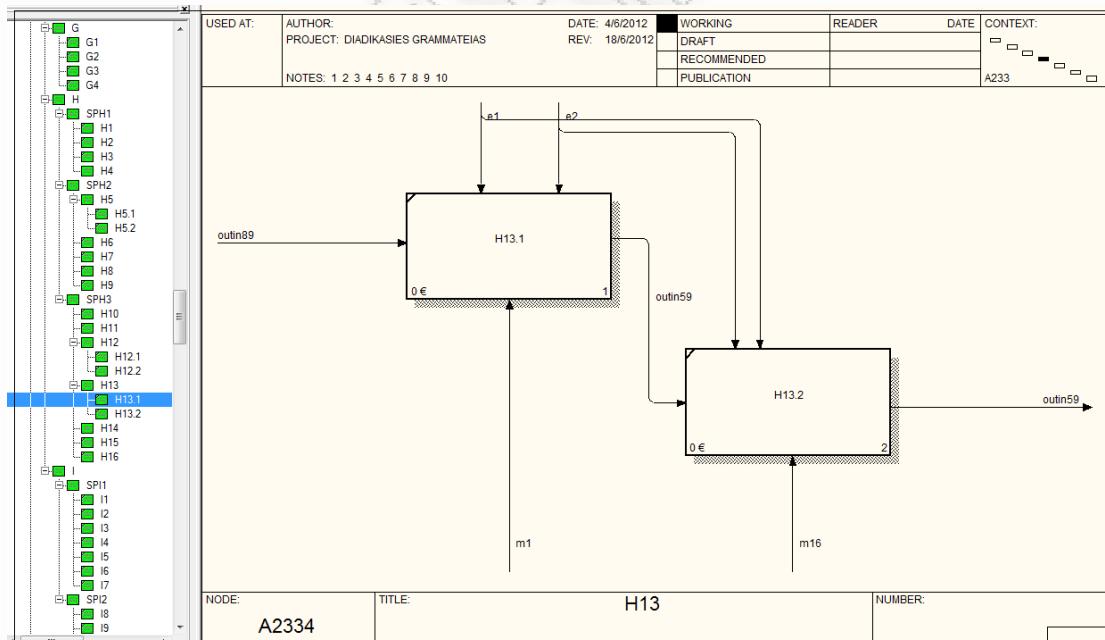 G
G1
G2
G3
G4
H
SPH1
H1
H2
H3
H4
SPH2
H5
H5.1
H5.2
H6
H7
H8
H9
SPH3
H10
H11
H12
H12.1
H12.2
H13
H13.1
H13.2
H14
H15
H16
I
SPI1
I1
I2
I3
I4
I5
I6
I7
SPI2
I8
I9
USED AT:
AUTHOR:
PROJECT: DIADIKASIES GRAMMATEIAS
NOTES: 1 2 3 4 5 6 7 8 9 10
DATE: 4/6/2012
REV: 18/6/2012
WORKING
DRAFT
RECOMMENDED
PUBLICATION
READER DATE
CONTEXT:
A233
e1
e2
outin89
H13.1
0 €
1
outin59
H13.2
0 €
2
outin59
m1
m16
NODE:
A2334
TITLE:
H13
NUMBER: